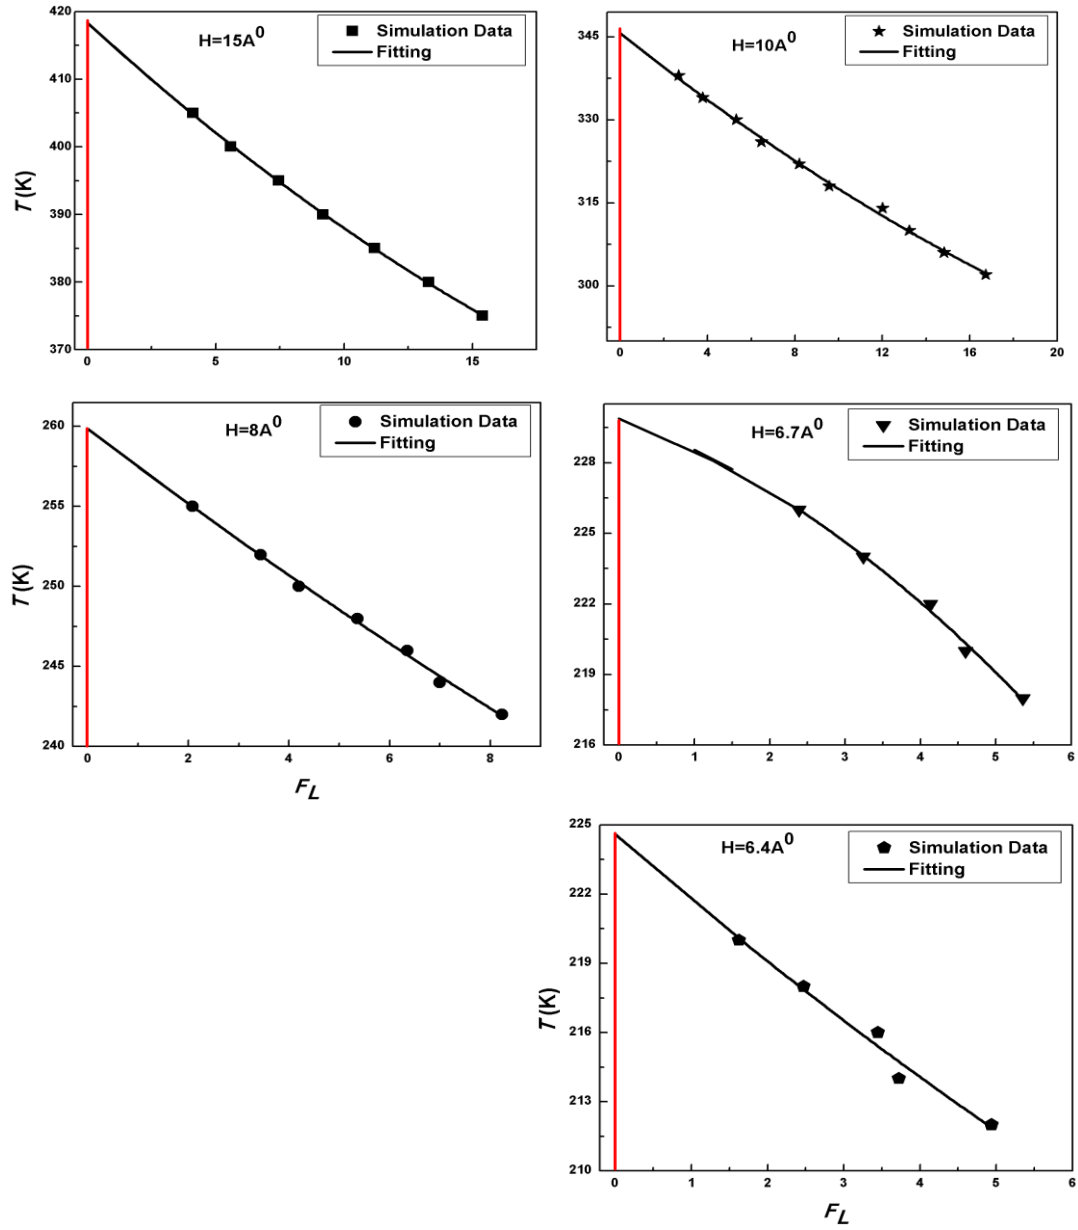 H=15A⁰
Simulation Data
Fitting
420
410
400
390
380
370
0
5
10
15
T (K)
H=10A⁰
Simulation Data
Fitting
345
330
315
300
0
4
8
12
16
20
H=8A⁰
Simulation Data
Fitting
260
255
250
245
240
0
2
4
6
8
T (K)
F_L
H=6.7A⁰
Simulation Data
Fitting
228
225
222
219
216
0
1
2
3
4
5
6
H=6.4A⁰
Simulation Data
Fitting
225
222
219
216
213
210
0
1
2
3
4
5
6
T (K)
F_L